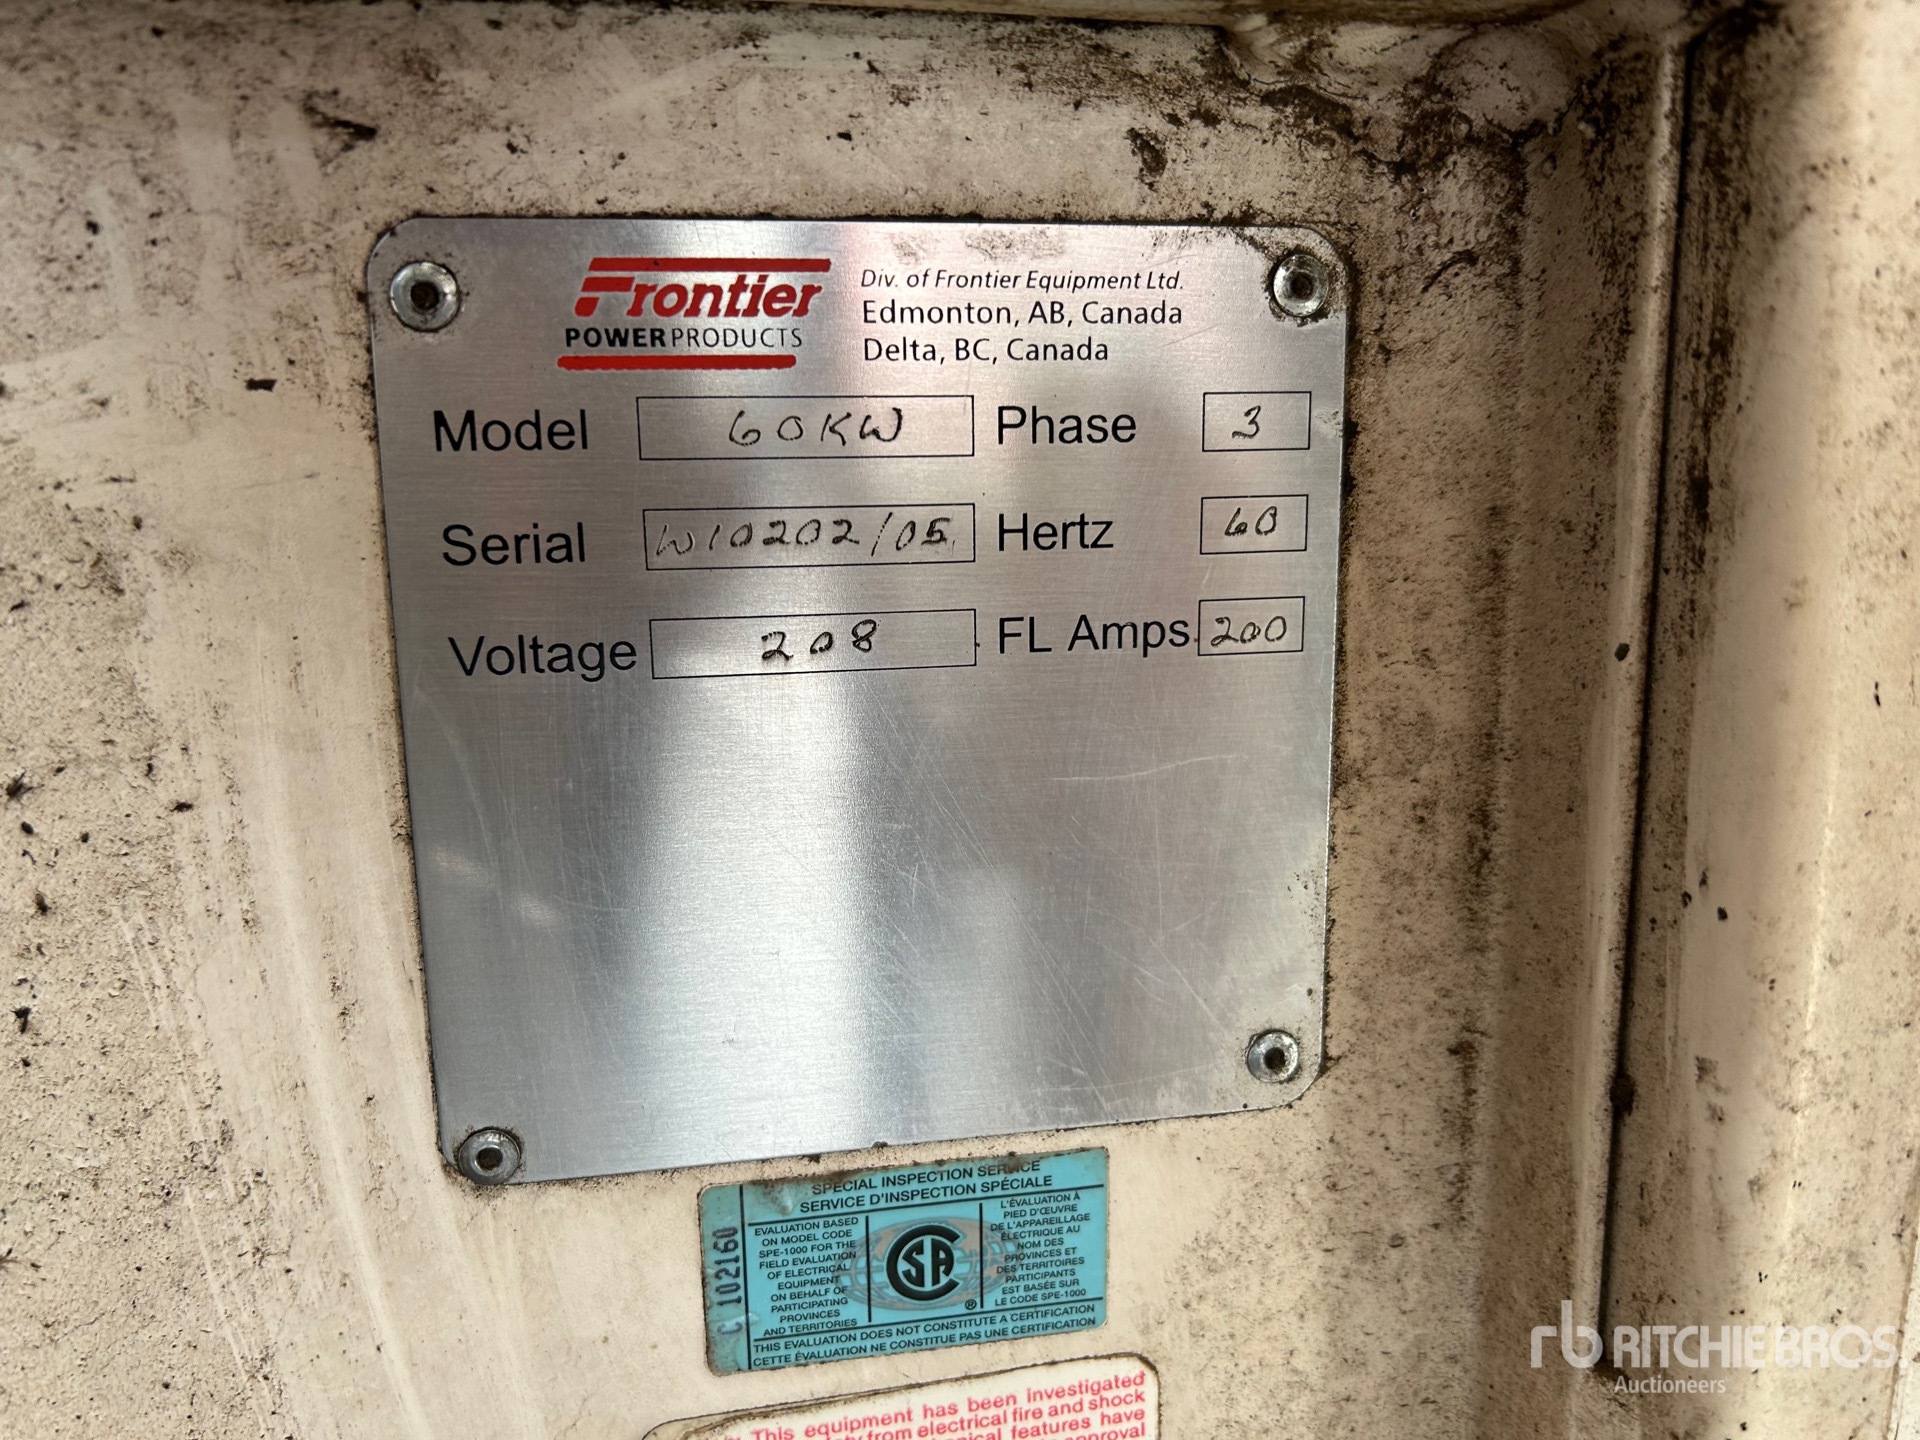 Frontier
POWERPRODUCTS
Div. of Frontier Equipment Ltd.
Edmonton, AB, Canada
Delta, BC, Canada
Model 60KW Phase 3
Serial W10202/05 Hertz 60
Voltage 208 FL Amps 200
SPECIAL INSPECTION SERVICE
SERVICE D'INSPECTION SPÉCIALE
C 102160
EVALUATION BASED
ON MODEL CODE
SPE-1000 FOR THE
FIELD EVALUATION
OF ELECTRICAL
EQUIPMENT
ON BEHALF OF
PARTICIPATING
PROVINCES
AND TERRITORIES
CSA
®
L'ÉVALUATION À
PIED D'ŒUVRE
DE L'APPAREILLAGE
ÉLECTRIQUE AU
NOM DES
PROVINCES ET
DES TERRITOIRES
PARTICIPANTS
EST BASÉE SUR
LE CODE SPE-1000
THIS EVALUATION DOES NOT CONSTITUTE A CERTIFICATION
CETTE ÉVALUATION NE CONSTITUE PAS UNE CERTIFICATION
This equipment has been investigated
from electrical fire and shock
features have
approval
rb RITCHIE BROS.
Auctioneers